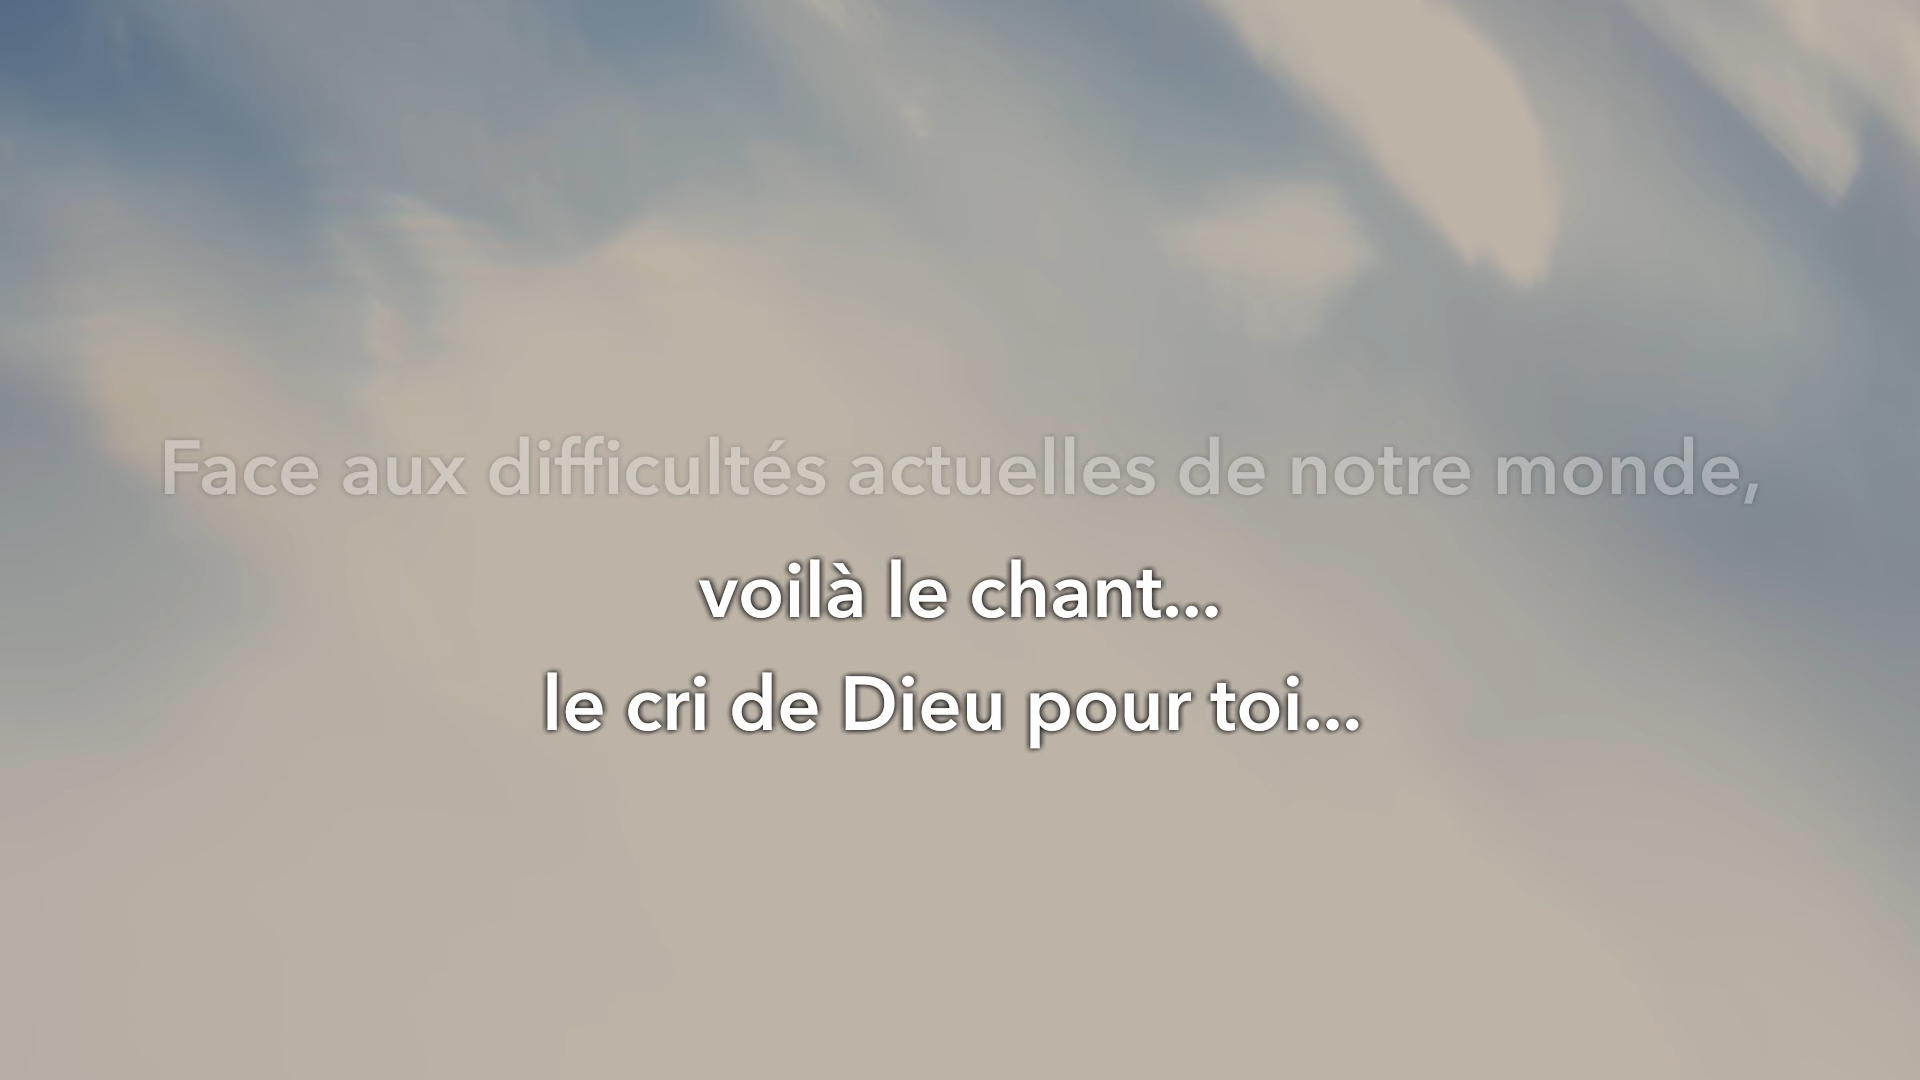 Face aux difficultés actuelles de notre monde,
voilà le chant...
le cri de Dieu pour toi...